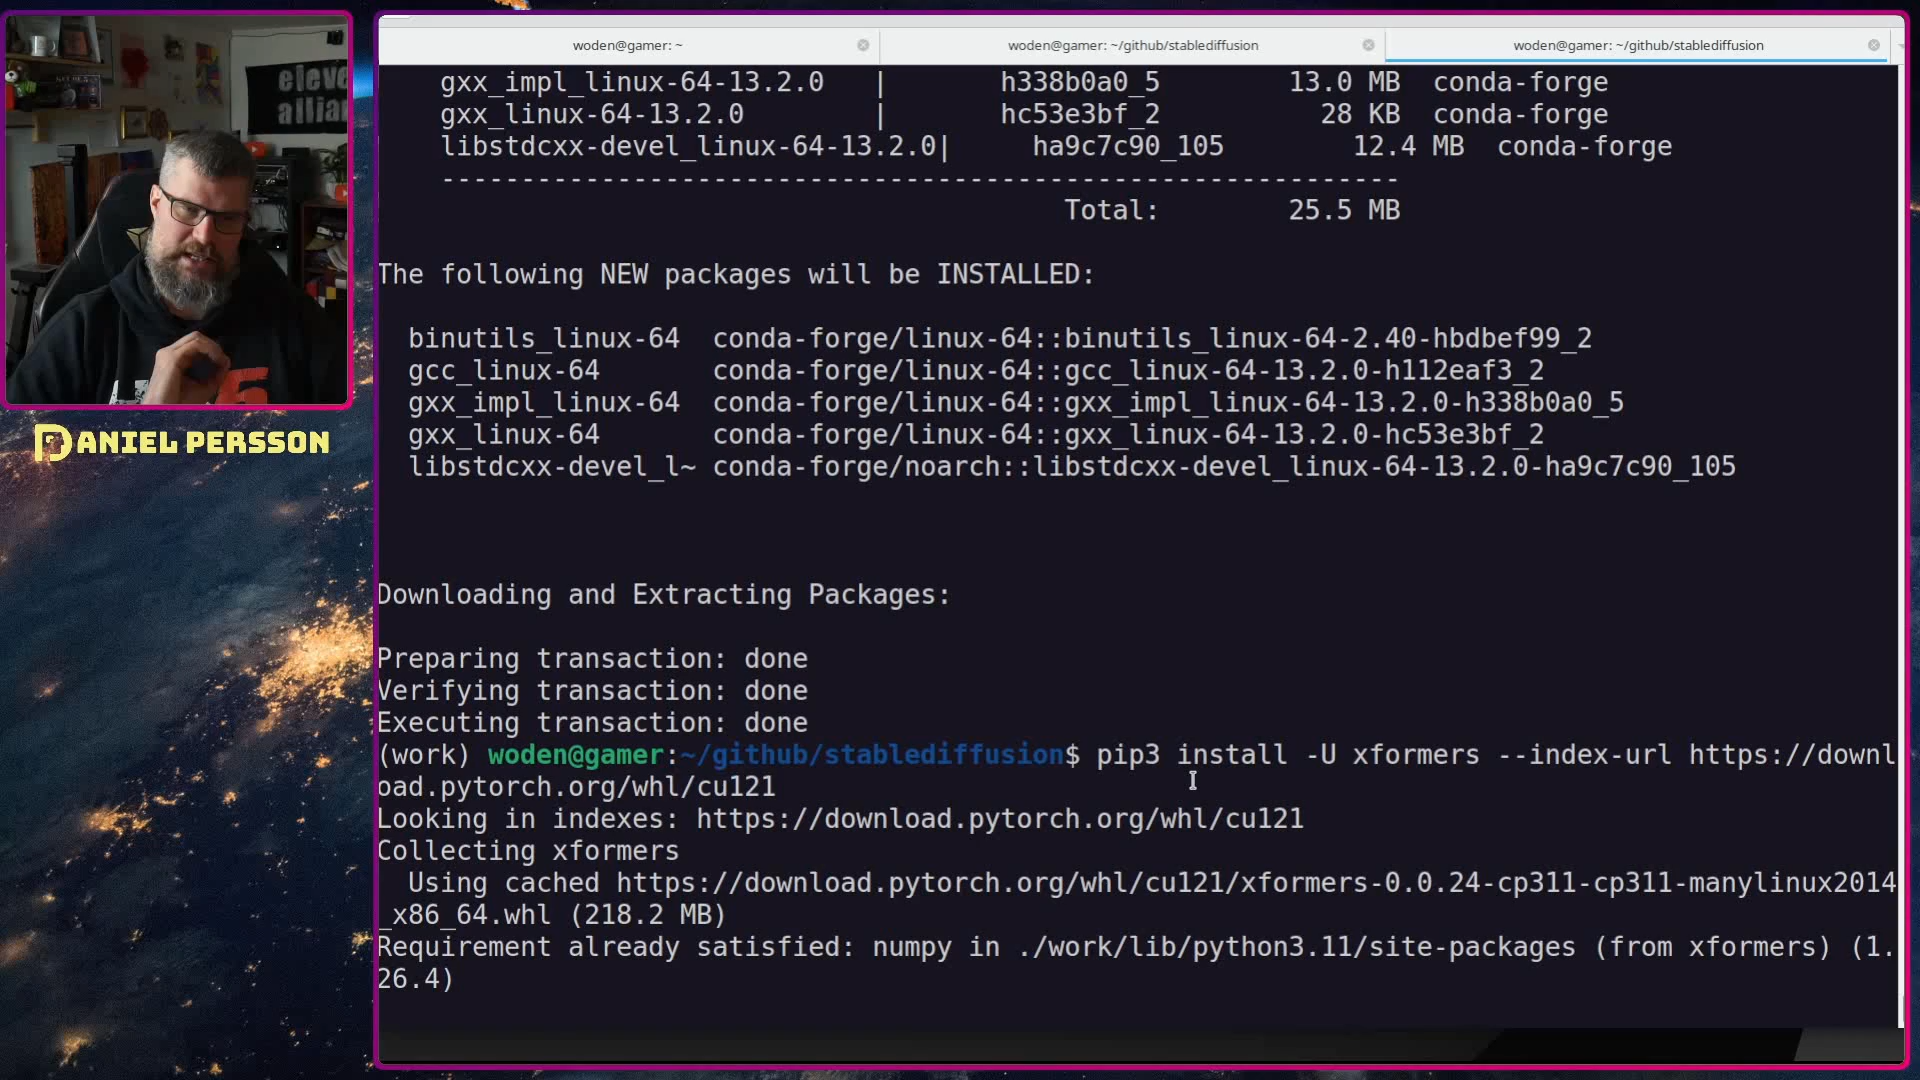 woden@gamer: ~
woden@gamer: ~/github/stablediffusion
woden@gamer: ~/github/stablediffusion
gxx_impl_linux-64-13.2.0 | h338b0a0_5 13.0 MB conda-forge
gxx_linux-64-13.2.0 | hc53e3bf_2 28 KB conda-forge
libstdcxx-devel_linux-64-13.2.0| ha9c7c90_105 12.4 MB conda-forge
------------------------------------------------------------
Total: 25.5 MB
The following NEW packages will be INSTALLED:
binutils_linux-64 conda-forge/linux-64::binutils_linux-64-2.40-hbdbef99_2
gcc_linux-64 conda-forge/linux-64::gcc_linux-64-13.2.0-h112eaf3_2
gxx_impl_linux-64 conda-forge/linux-64::gxx_impl_linux-64-13.2.0-h338b0a0_5
gxx_linux-64 conda-forge/linux-64::gxx_linux-64-13.2.0-hc53e3bf_2
libstdcxx-devel_l~ conda-forge/noarch::libstdcxx-devel_linux-64-13.2.0-ha9c7c90_105
Downloading and Extracting Packages:
Preparing transaction: done
Verifying transaction: done
Executing transaction: done
(work) woden@gamer:~/github/stablediffusion$ pip3 install -U xformers --index-url https://downl
oad.pytorch.org/whl/cu121
Looking in indexes: https://download.pytorch.org/whl/cu121
Collecting xformers
Using cached https://download.pytorch.org/whl/cu121/xformers-0.0.24-cp311-cp311-manylinux2014
_x86_64.whl (218.2 MB)
Requirement already satisfied: numpy in ./work/lib/python3.11/site-packages (from xformers) (1.
26.4)
eleve
allian
DANIEL PERSSON